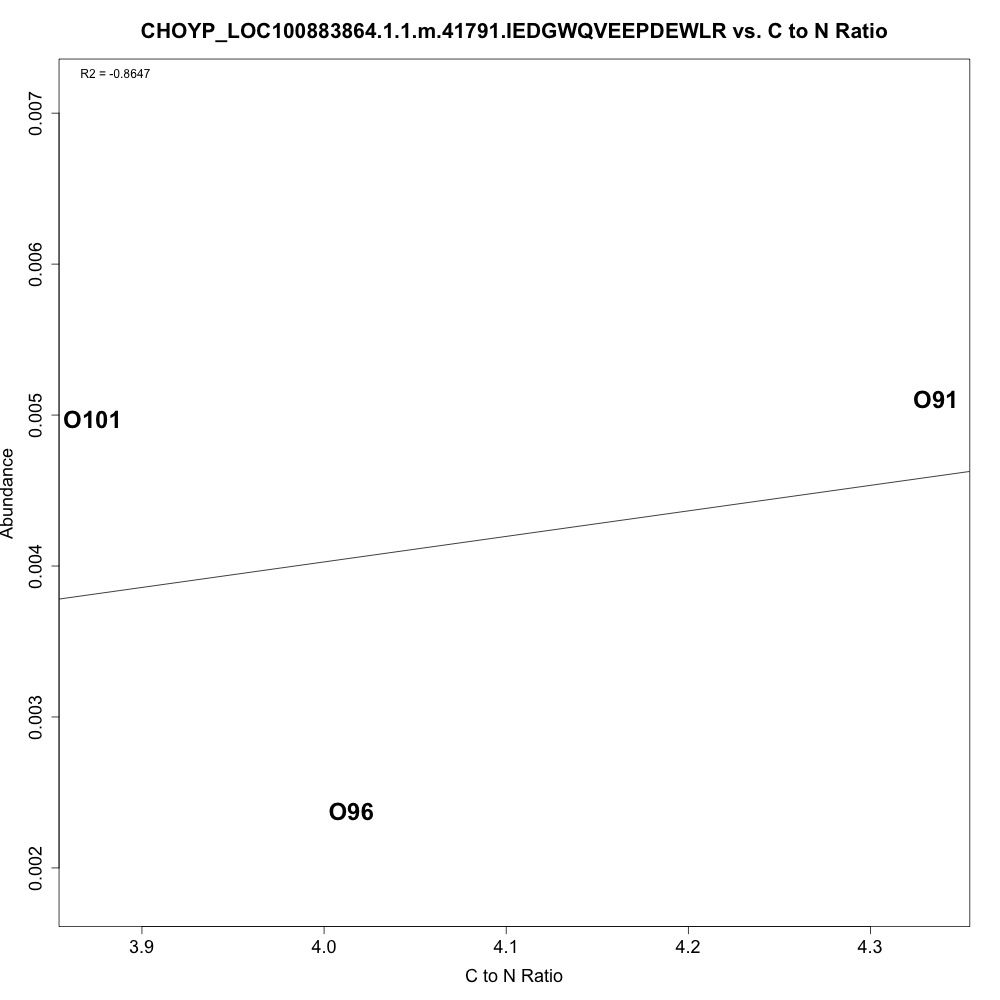 CHOYP_LOC100883864.1.1.m.41791.IEDGWQVEEPDEWLR vs. C to N Ratio
R2 = -0.8647
0.007
0.006
0.005
0.004
0.003
0.002
Abundance
O101
O91
O96
3.9
4.0
4.1
4.2
4.3
C to N Ratio